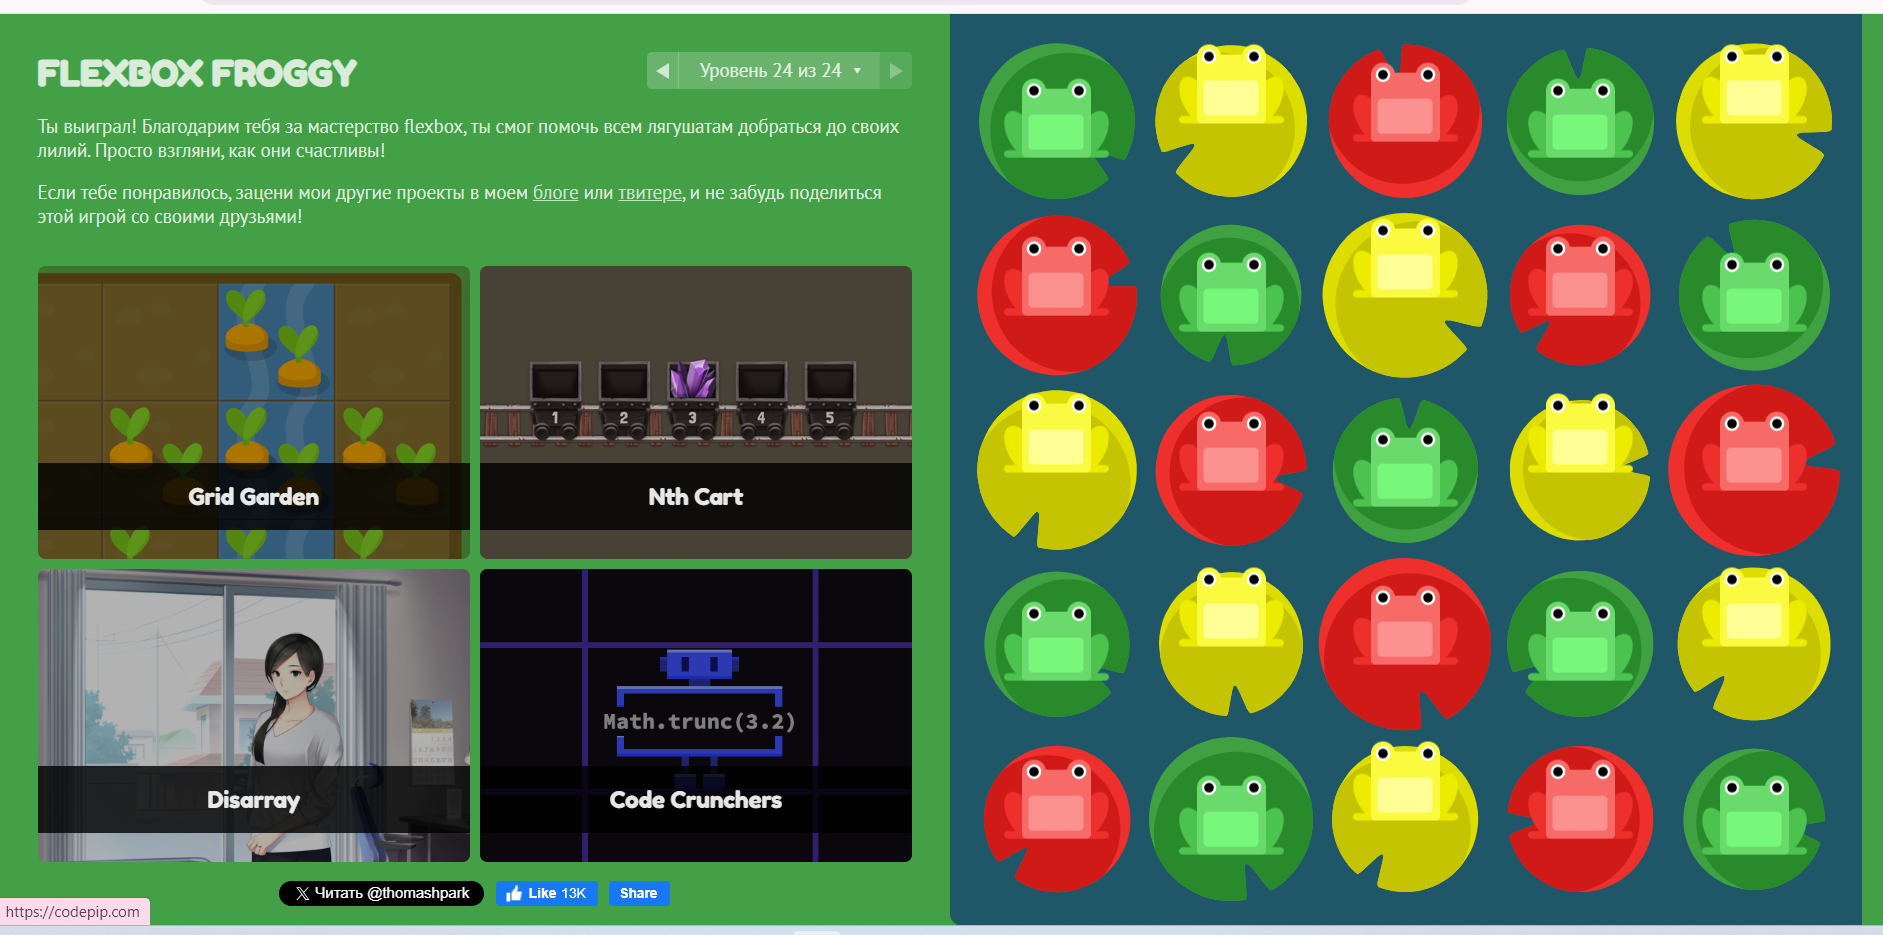 FLEXBOX FROGGY
Уровень 24 из 24
Ты выиграл! Благодарим тебя за мастерство flexbox, ты смог помочь всем лягушатам добраться до своих
лилий. Просто взгляни, как они счастливы!
Если тебе понравилось, зацени мои другие проекты в моем блоге или твитере, и не забудь поделиться
этой игрой со своими друзьями!
1 2 3 4 5
Grid Garden
Nth Cart
Math.trunc(3.2)
Disarray
Code Crunchers
Читать @thomashpark
Like 13K
Share
https://codepip.com